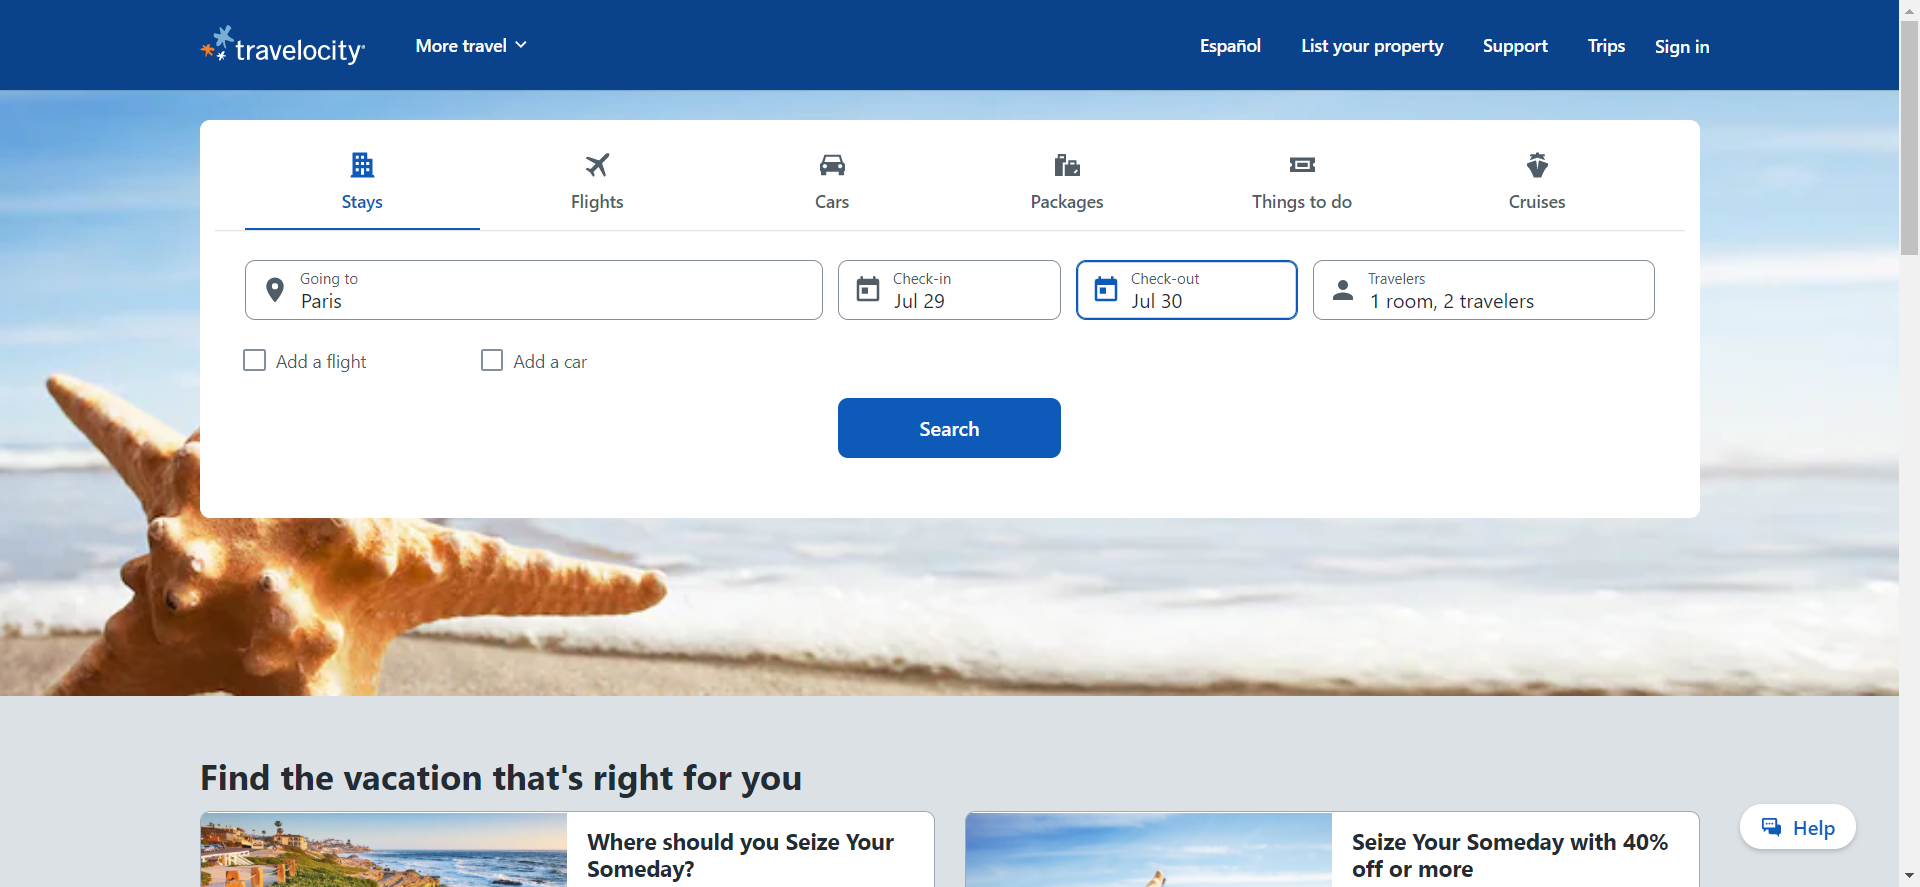 travelocity
More travel
Español
List your property
Support
Trips
Sign in
Stays
Flights
Cars
Packages
Things to do
Cruises
Going to
Paris
Check-in
Jul 29
Check-out
Jul 30
Travelers
1 room, 2 travelers
Add a flight
Add a car
Search
Find the vacation that's right for you
Where should you Seize Your
Someday?
Seize Your Someday with 40%
off or more
Help